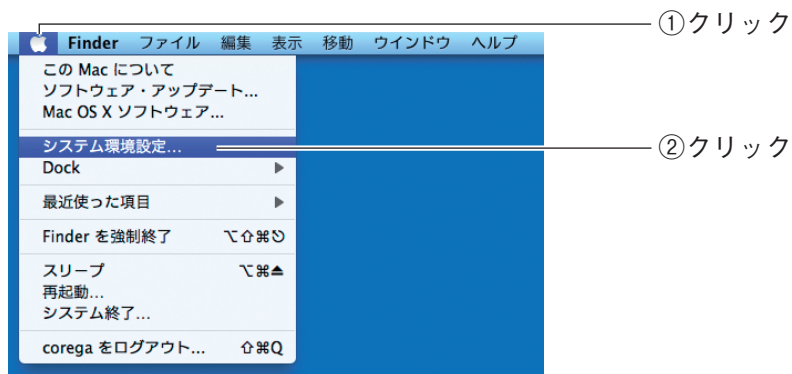 ①クリック
Finder ファイル 編集 表示 移動 ウインドウ ヘルプ
この Mac について
ソフトウェア・アップデート...
Mac OS X ソフトウェア...
システム環境設定...
②クリック
Dock ▶
最近使った項目 ▶
Finder を強制終了 ⌥⇧⌘⎋
スリープ ⌥⌘⏏
再起動...
システム終了...
corega をログアウト... ⇧⌘Q